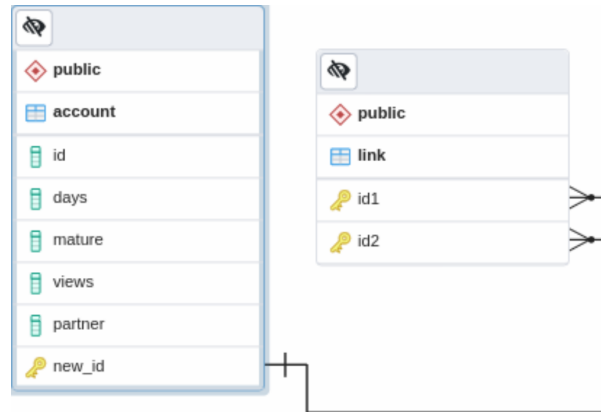 public
account
id
days
mature
views
partner
new_id
public
link
id1
id2